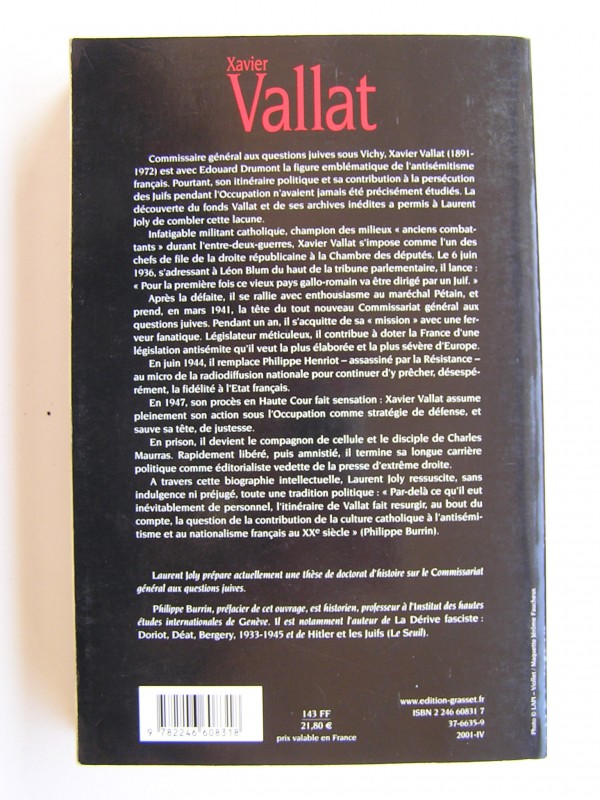 Xavier
Vallat
Commissaire général aux questions juives sous Vichy, Xavier Vallat (1891-
1972) est avec Edouard Drumont la figure emblématique de l'antisémitisme
français. Pourtant, son itinéraire politique et sa contribution à la persécution
des Juifs pendant l'Occupation n'avaient jamais été précisément étudiés. La
découverte du fonds Vallat et de ses archives inédites a permis à Laurent
Joly de combler cette lacune.
Infatigable militant catholique, champion des milieux « anciens combat-
tants » durant l'entre-deux-guerres, Xavier Vallat s'impose comme l'un des
chefs de file de la droite républicaine à la Chambre des députés. Le 6 juin
1936, s'adressant à Léon Blum du haut de la tribune parlementaire, il lance :
« Pour la première fois ce vieux pays gallo-romain va être dirigé par un Juif. »
Après la défaite, il se rallie avec enthousiasme au maréchal Pétain, et
prend, en mars 1941, la tête du tout nouveau Commissariat général aux
questions juives. Pendant un an, il s'acquitte de sa « mission » avec une fer-
veur fanatique. Législateur méticuleux, il contribue à doter la France d'une
législation antisémite qu'il veut la plus élaborée et la plus sévère d'Europe.
En juin 1944, il remplace Philippe Henriot – assassiné par la Résistance –
au micro de la radiodiffusion nationale pour continuer d'y prêcher, désespé-
rément, la fidélité à l'Etat français.
En 1947, son procès en Haute Cour fait sensation : Xavier Vallat assume
pleinement son action sous l'Occupation comme stratégie de défense, et
sauve sa tête, de justesse.
En prison, il devient le compagnon de cellule et le disciple de Charles
Maurras. Rapidement libéré, puis amnistié, il termine sa longue carrière
politique comme éditorialiste vedette de la presse d'extrême droite.
A travers cette biographie intellectuelle, Laurent Joly ressuscite, sans
indulgence ni préjugé, toute une tradition politique : « Par-delà ce qu'il eut
inévitablement de personnel, l'itinéraire de Vallat fait resurgir, au bout du
compte, la question de la contribution de la culture catholique à l'antisémi-
tisme et au nationalisme français au XXe siècle » (Philippe Burrin).
Laurent Joly prépare actuellement une thèse de doctorat d'histoire sur le Commissariat
général aux questions juives.
Philippe Burrin, préfacier de cet ouvrage, est historien, professeur à l'Institut des hautes
études internationales de Genève. Il est notamment l'auteur de La Dérive fasciste :
Doriot, Déat, Bergery, 1933-1945 et de Hitler et les Juifs (Le Seuil).
Photo © LAPI - Viollet / Maquette Jérôme Faucheux
9 782246 608318
143 FF
21,80 €
prix valable en France
www.edition-grasset.fr
ISBN 2 246 60831 7
37-6635-9
2001-IV